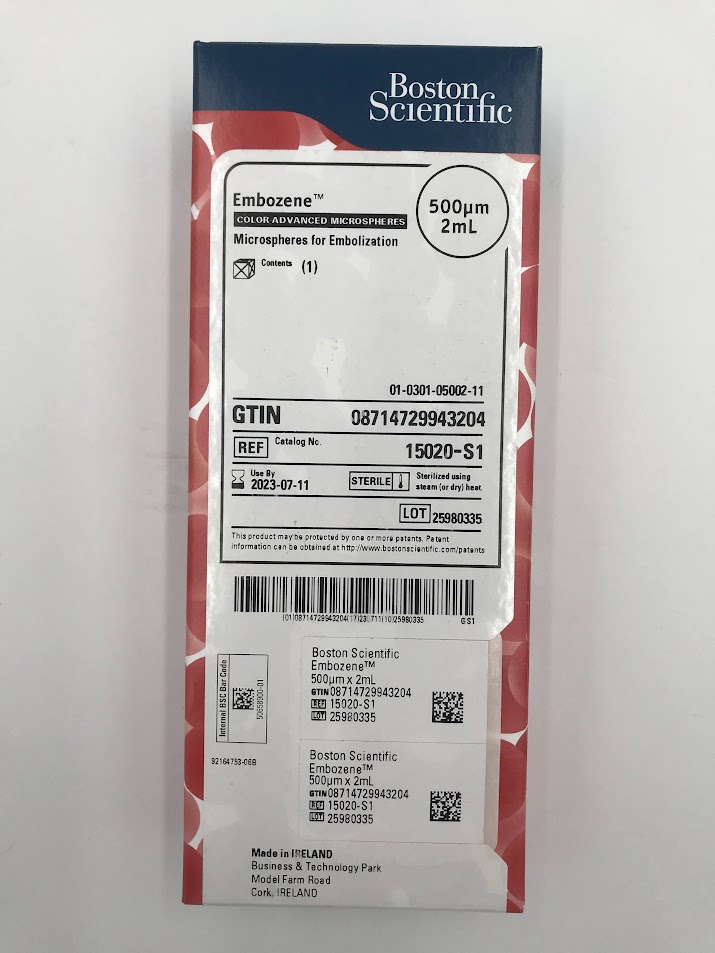 Boston
Scientific
Embozene™
COLOR ADVANCED MICROSPHERES
Microspheres for Embolization
500µm
2mL
Contents (1)
01-0301-05002-11
GTIN 08714729943204
REF Catalog No. 15020-S1
Use By
2023-07-11
STERILE Sterilized using
steam (or dry) heat.
LOT 25980335
This product may be protected by one or more patents. Patent
information can be obtained at http://www.bostonscientific.com/patents
(01)08714729943204(17)230711(10)25980335 GS1
Internal BSC Bar Code
50658900-01
92164753-06B
Boston Scientific
Embozene™
500µm x 2mL
GTIN 08714729943204
REF 15020-S1
LOT 25980335
Boston Scientific
Embozene™
500µm x 2mL
GTIN 08714729943204
REF 15020-S1
LOT 25980335
Made in IRELAND
Business & Technology Park
Model Farm Road
Cork, IRELAND